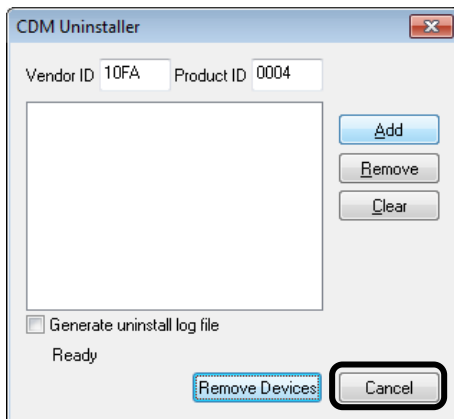 CDM Uninstaller
Vendor ID 10FA Product ID 0004
Add
Remove
Clear
Generate uninstall log file
Ready
Remove Devices Cancel